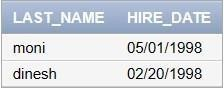 LAST_NAME HIRE_DATE
moni 05/01/1998
dinesh 02/20/1998